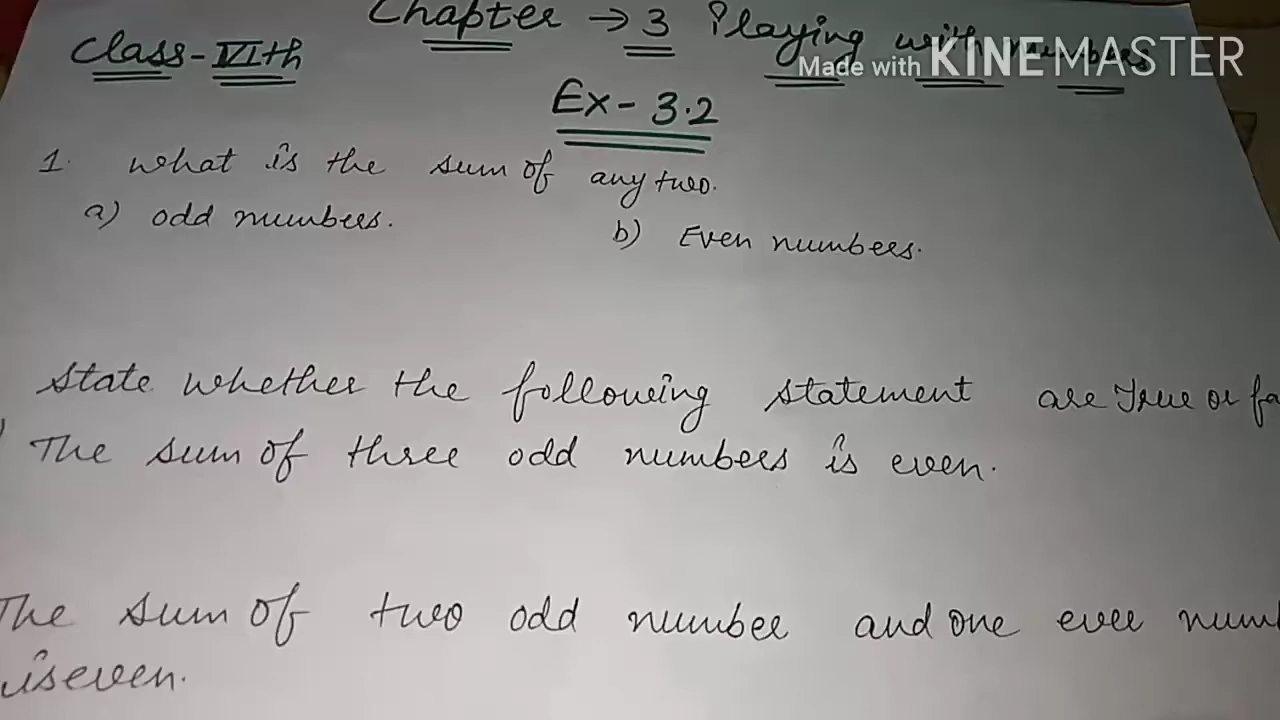 Chapter → 3 Playing with numbers
Class-VIth
Made with KINEMASTER
Ex-3.2
1. What is the sum of any two.
a) odd numbers.
b) Even numbers.
State whether the following statement are True or fa
The sum of three odd numbers is even.
The sum of two odd number and one even num
is even.